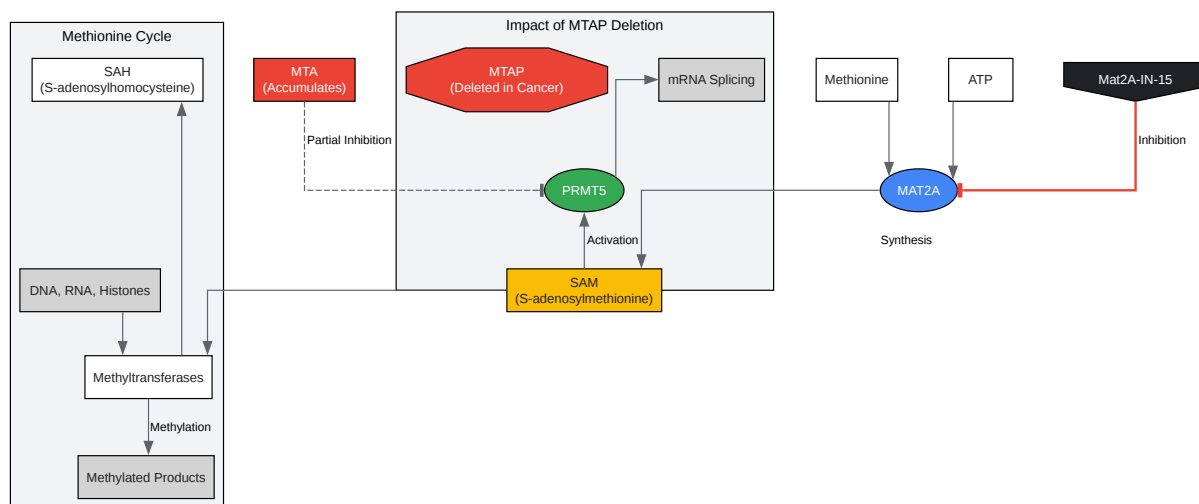 Impact of MTAP Deletion
Methionine Cycle
SAH
(S-adenosylhomocysteine)
MTA
(Accumulates)
MTAP
(Deleted in Cancer)
mRNA Splicing
Methionine
ATP
Mat2A-IN-15
Partial Inhibition
Inhibition
PRMT5
MAT2A
Activation
Synthesis
DNA, RNA, Histones
SAM
(S-adenosylmethionine)
Methyltransferases
Methylation
Methylated Products